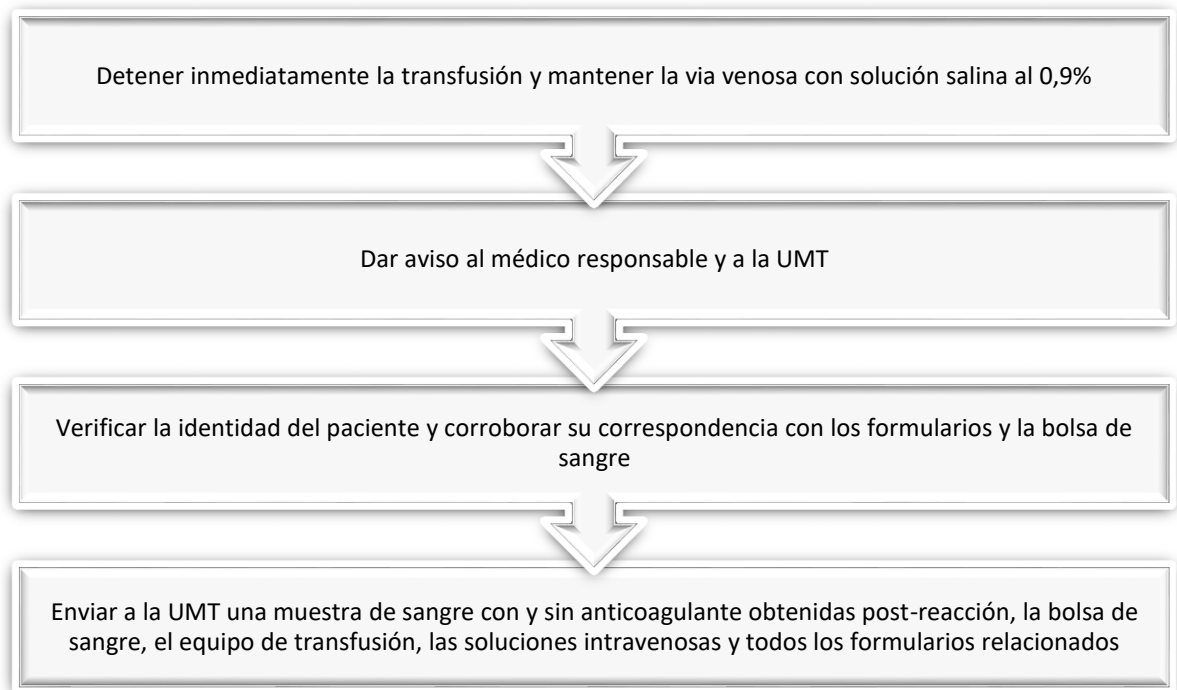 Detener inmediatamente la transfusión y mantener la via venosa con solución salina al 0,9%
Dar aviso al médico responsable y a la UMT
Verificar la identidad del paciente y corroborar su correspondencia con los formularios y la bolsa de
sangre
Enviar a la UMT una muestra de sangre con y sin anticoagulante obtenidas post-reacción, la bolsa de
sangre, el equipo de transfusión, las soluciones intravenosas y todos los formularios relacionados